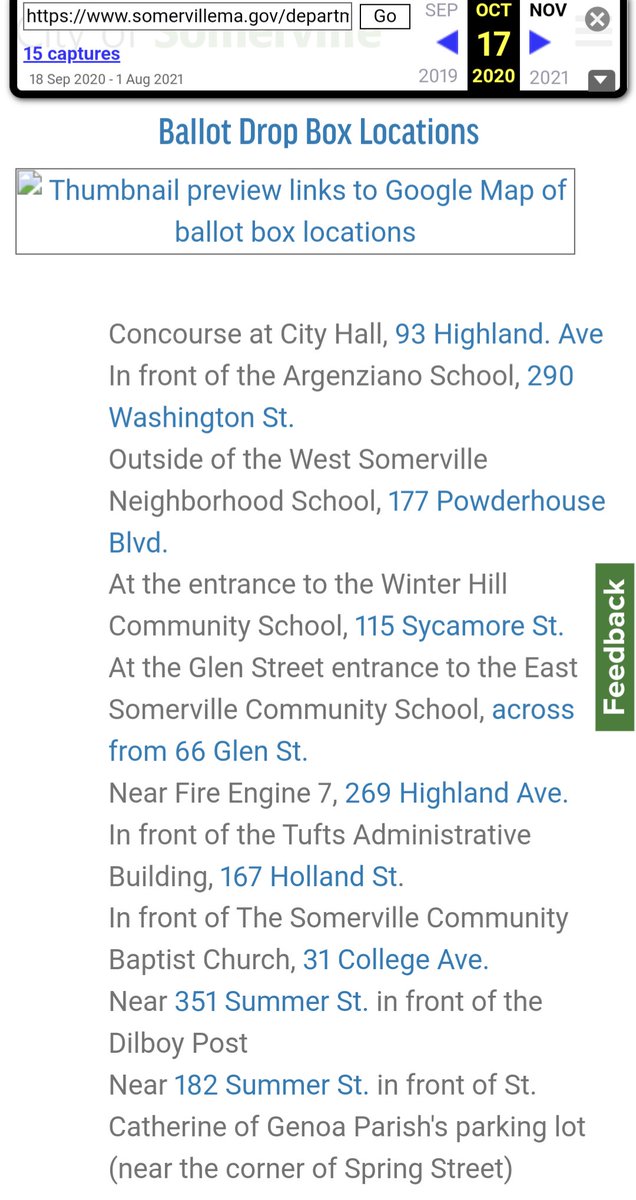 https://www.somervillema.gov/departn
Go
SEP OCT NOV
15 captures
17
18 Sep 2020 - 1 Aug 2021
2019 2020 2021
City of Somerville
Ballot Drop Box Locations
Thumbnail preview links to Google Map of
ballot box locations
Concourse at City Hall, 93 Highland. Ave
In front of the Argenziano School, 290
Washington St.
Outside of the West Somerville
Neighborhood School, 177 Powderhouse
Blvd.
At the entrance to the Winter Hill
Community School, 115 Sycamore St.
At the Glen Street entrance to the East
Somerville Community School, across
from 66 Glen St.
Near Fire Engine 7, 269 Highland Ave.
In front of the Tufts Administrative
Building, 167 Holland St.
In front of The Somerville Community
Baptist Church, 31 College Ave.
Near 351 Summer St. in front of the
Dilboy Post
Near 182 Summer St. in front of St.
Catherine of Genoa Parish's parking lot
(near the corner of Spring Street)
Feedback